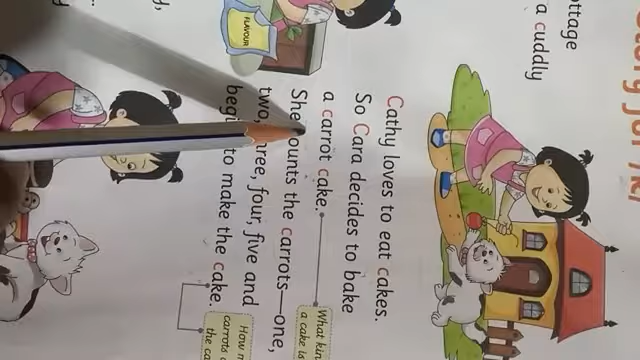 ottage
a cuddly
Cathy loves to eat cakes.
So Cara decides to bake
a carrot cake.
She counts the carrots—one,
two, three, four, five and
begin to make the cake.
What kin
a cake is
How m
carrots
the ca
FLAVOUR